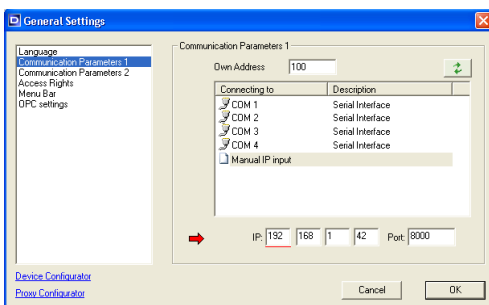 General Settings
Language
Communication Parameters 1
Communication Parameters 2
Access Rights
Menu Bar
OPC settings
Communication Parameters 1
Own Address 100
Connecting to Description
COM 1 Serial Interface
COM 2 Serial Interface
COM 3 Serial Interface
COM 4 Serial Interface
Manual IP input
IP: 192 168 1 42 Port: 8000
Device Configurator
Proxy Configurator
Cancel OK